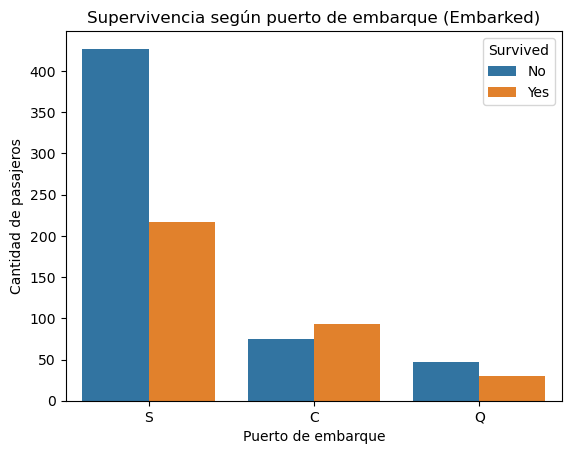 Supervivencia según puerto de embarque (Embarked)
Survived
No
Yes
Cantidad de pasajeros
400
350
300
250
200
150
100
50
0
S C Q
Puerto de embarque